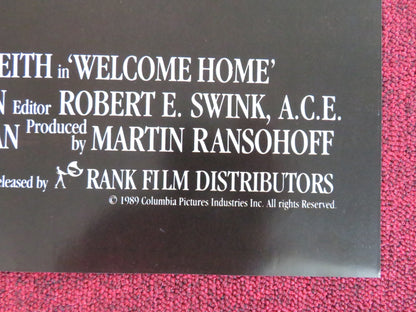 EITH in 'WELCOME HOME'
N Editor ROBERT E. SWINK, A.C.E.
AN Produced by MARTIN RANSOHOFF
eleased by RANK FILM DISTRIBUTORS
© 1989 Columbia Pictures Industries Inc. All rights Reserved.